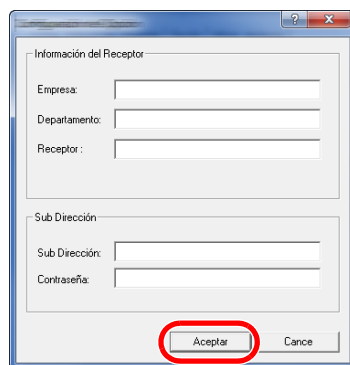 ?
X
Información del Receptor
Empresa:
Departamento:
Receptor :
Sub Dirección
Sub Dirección:
Contraseña:
Aceptar Cance